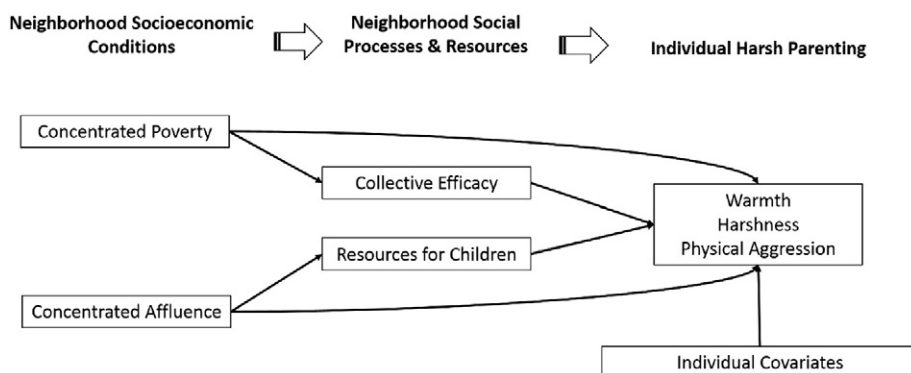 Neighborhood Socioeconomic
Conditions
Neighborhood Social
Processes & Resources
Individual Harsh Parenting
Concentrated Poverty
Collective Efficacy
Warmth
Harshness
Physical Aggression
Resources for Children
Concentrated Affluence
Individual Covariates